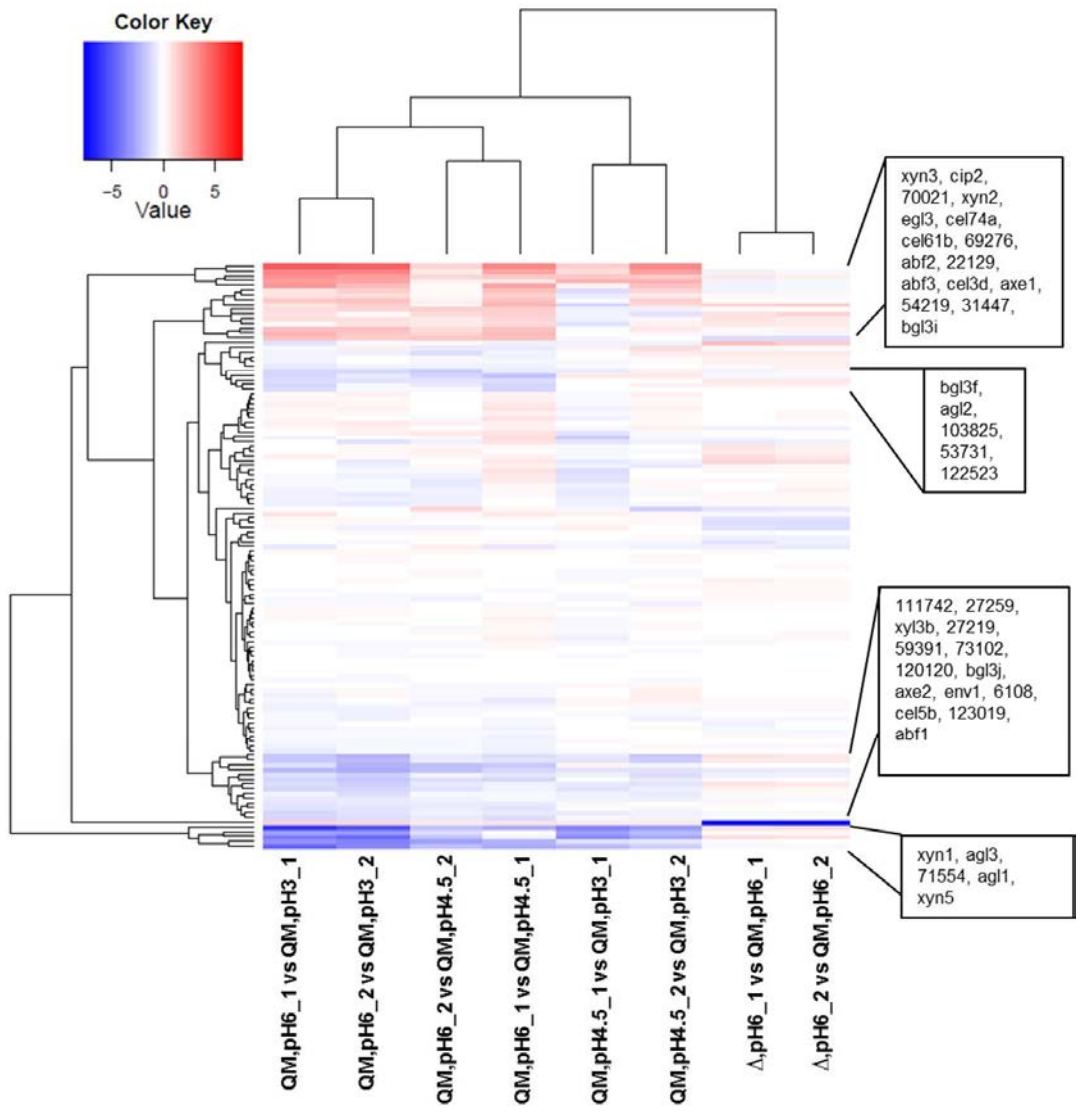 Color Key
−5 0 5
Value
xyn3, cip2,
70021, xyn2,
egl3, cel74a,
cel61b, 69276,
abf2, 22129,
abf3, cel3d, axe1,
54219, 31447,
bgl3i
bgl3f,
agl2,
103825,
53731,
122523
111742, 27259,
xyl3b, 27219,
59391, 73102,
120120, bgl3j,
axe2, env1, 6108,
cel5b, 123019,
abf1
xyn1, agl3,
71554, agl1,
xyn5
QM,pH6_1 vs QM,pH3_1
QM,pH6_2 vs QM,pH3_2
QM,pH6_2 vs QM,pH4.5_2
QM,pH6_1 vs QM,pH4.5_1
QM,pH4.5_1 vs QM,pH3_1
QM,pH4.5_2 vs QM,pH3_2
Δ,pH6_1 vs QM,pH6_1
Δ,pH6_2 vs QM,pH6_2